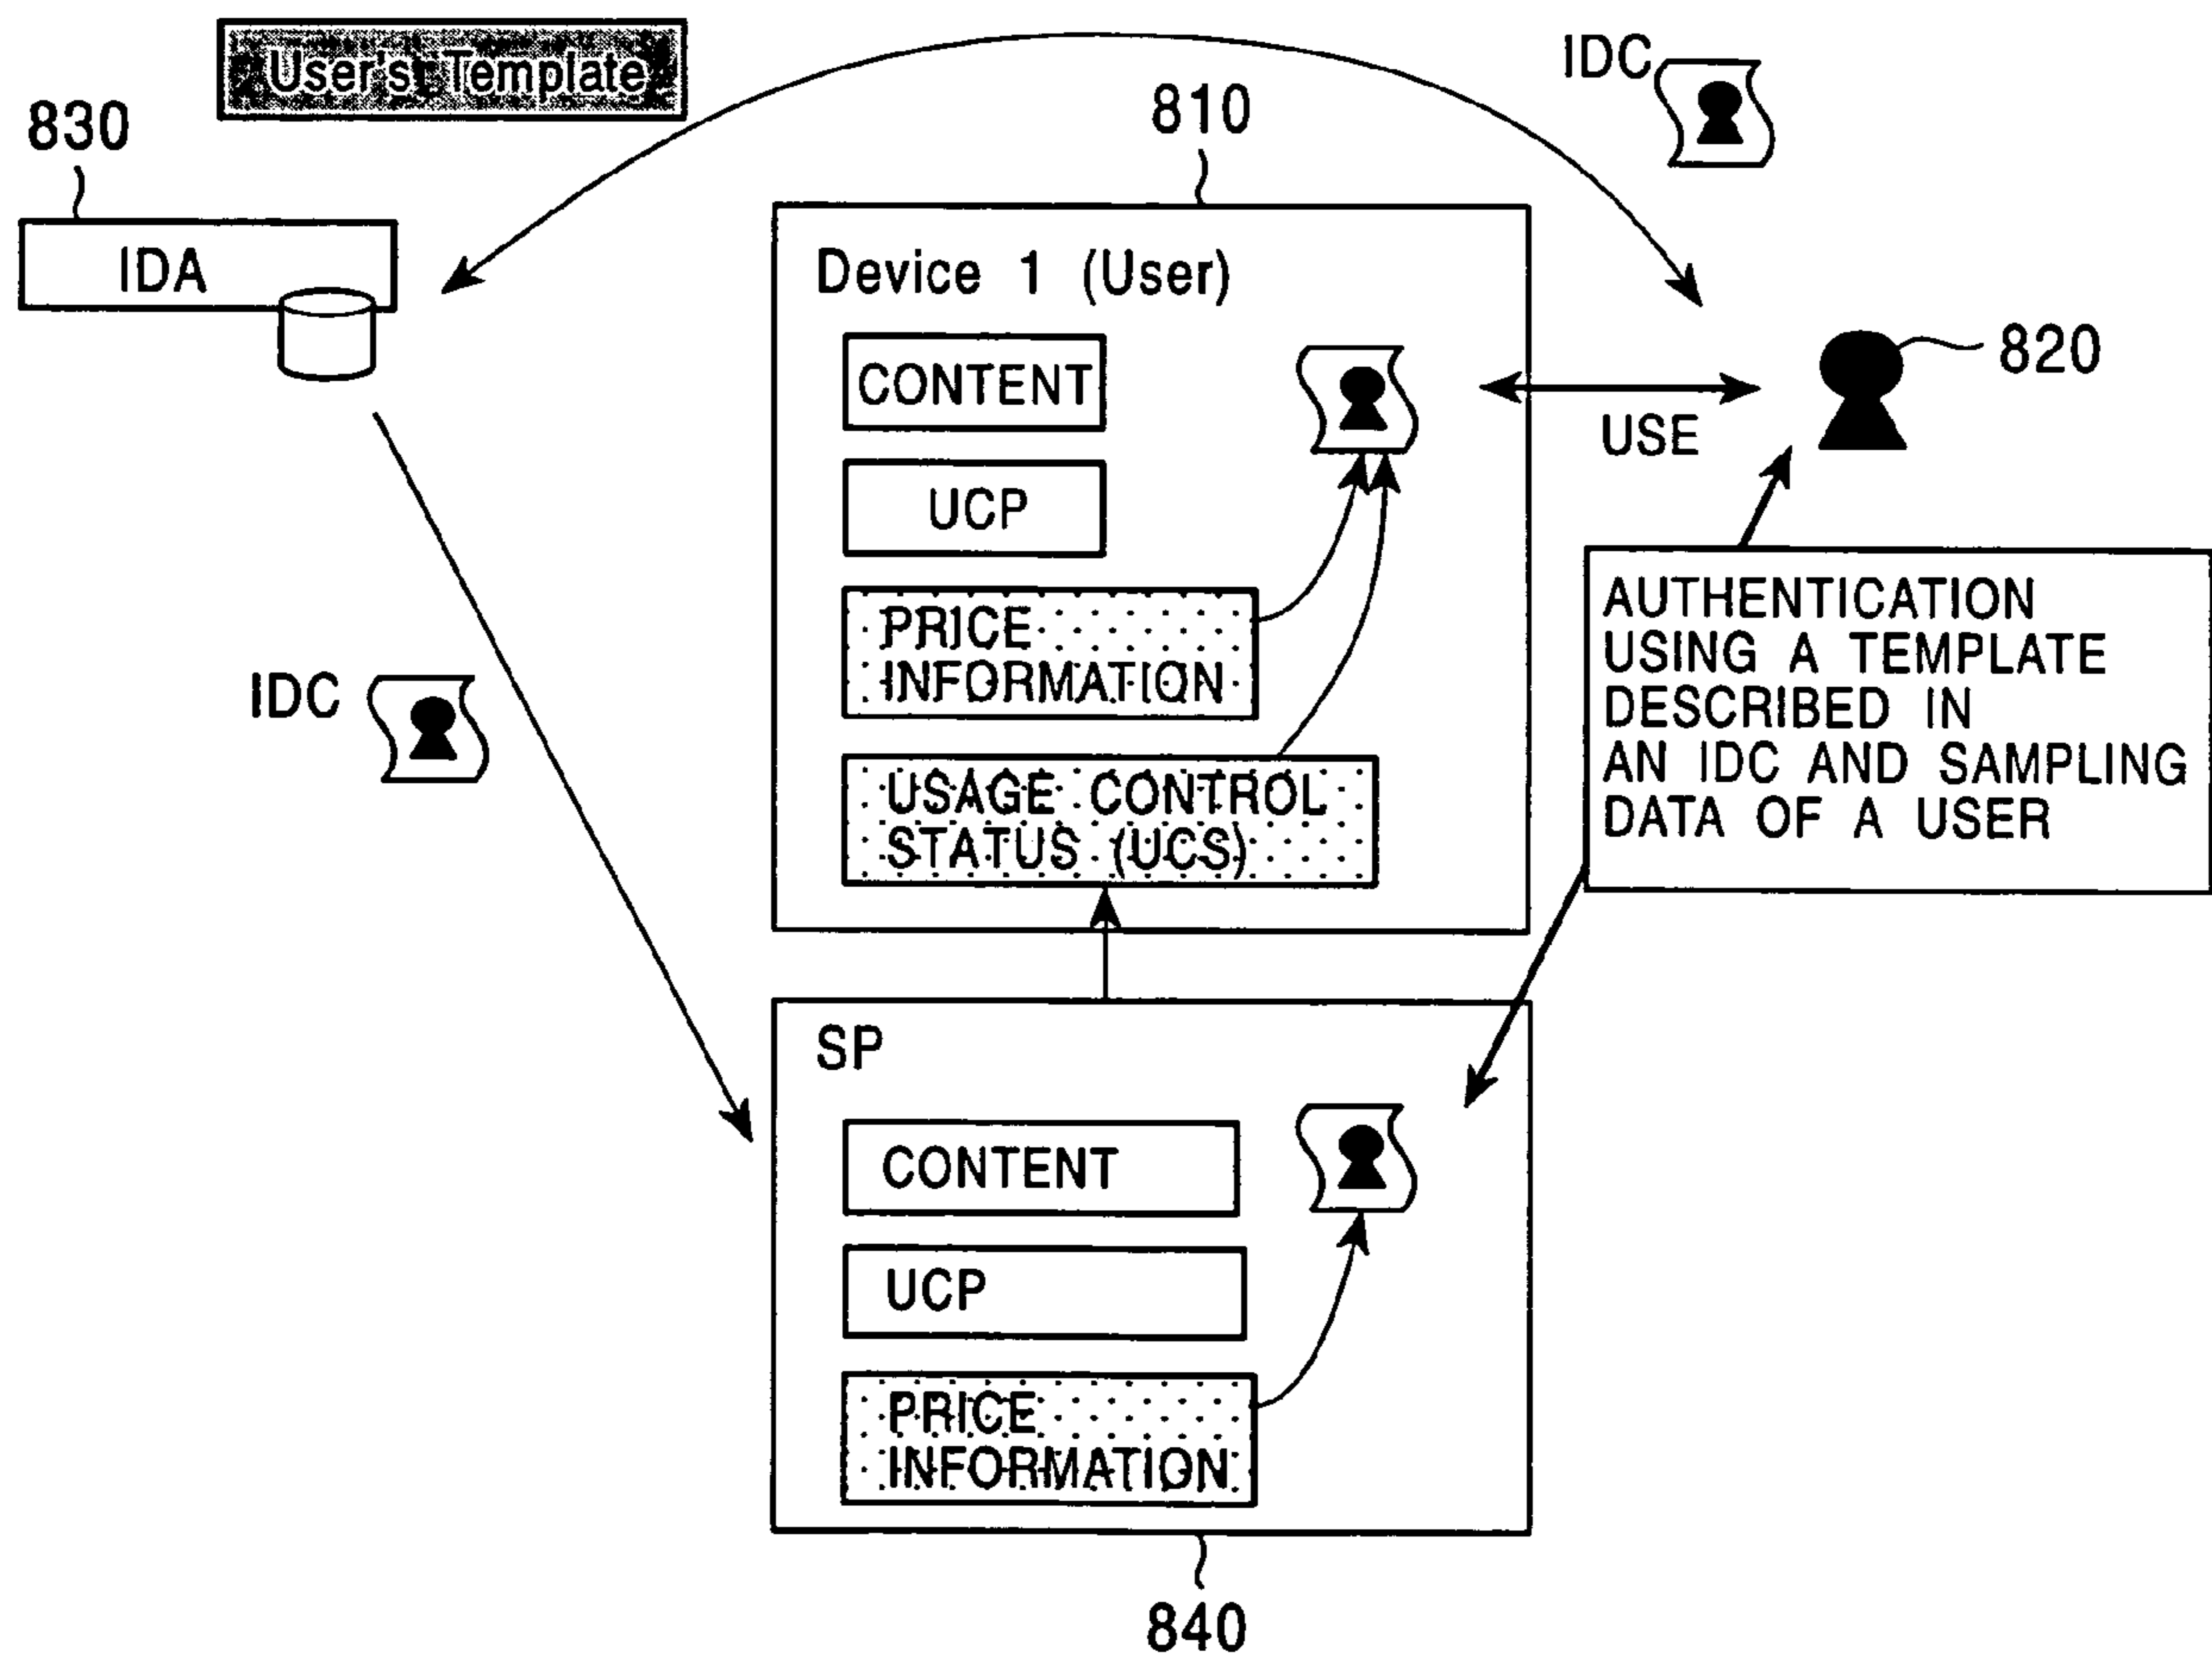 User's Template
IDC
830
810
IDA
Device 1 (User)
820
CONTENT
USE
UCP
AUTHENTICATION
USING A TEMPLATE
DESCRIBED IN
AN IDC AND SAMPLING
DATA OF A USER
PRICE
INFORMATION
IDC
USAGE CONTROL
STATUS (UCS)
SP
CONTENT
UCP
PRICE
INFORMATION
840